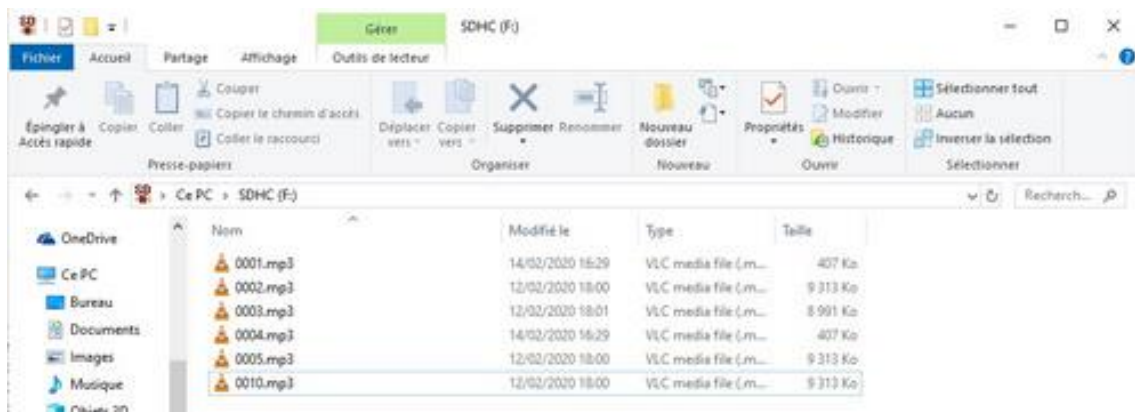 Gérer SDHC (F:)
Fichier Accueil Partage Affichage Outils de lecteur
Épingler à Accès rapide
Copier
Coller
Couper
Copier le chemin d'accès
Coller le raccourci
Presse-papiers
Déplacer vers
Copier vers
Supprimer
Renommer
Organiser
Nouveau dossier
Nouveau
Propriétés
Ouvrir
Modifier
Historique
Ouvrir
Sélectionner tout
Aucun
Inverser la sélection
Sélectionner
Ce PC › SDHC (F:) Recherch...
OneDrive
Ce PC
Bureau
Documents
Images
Musique
Objets 3D
Nom Modifié le Type Taille
0001.mp3 14/02/2020 16:29 VLC media file (.m... 407 Ko
0002.mp3 12/02/2020 18:00 VLC media file (.m... 9 313 Ko
0003.mp3 12/02/2020 18:01 VLC media file (.m... 8 991 Ko
0004.mp3 14/02/2020 16:29 VLC media file (.m... 407 Ko
0005.mp3 12/02/2020 18:00 VLC media file (.m... 9 313 Ko
0010.mp3 12/02/2020 18:00 VLC media file (.m... 9 313 Ko